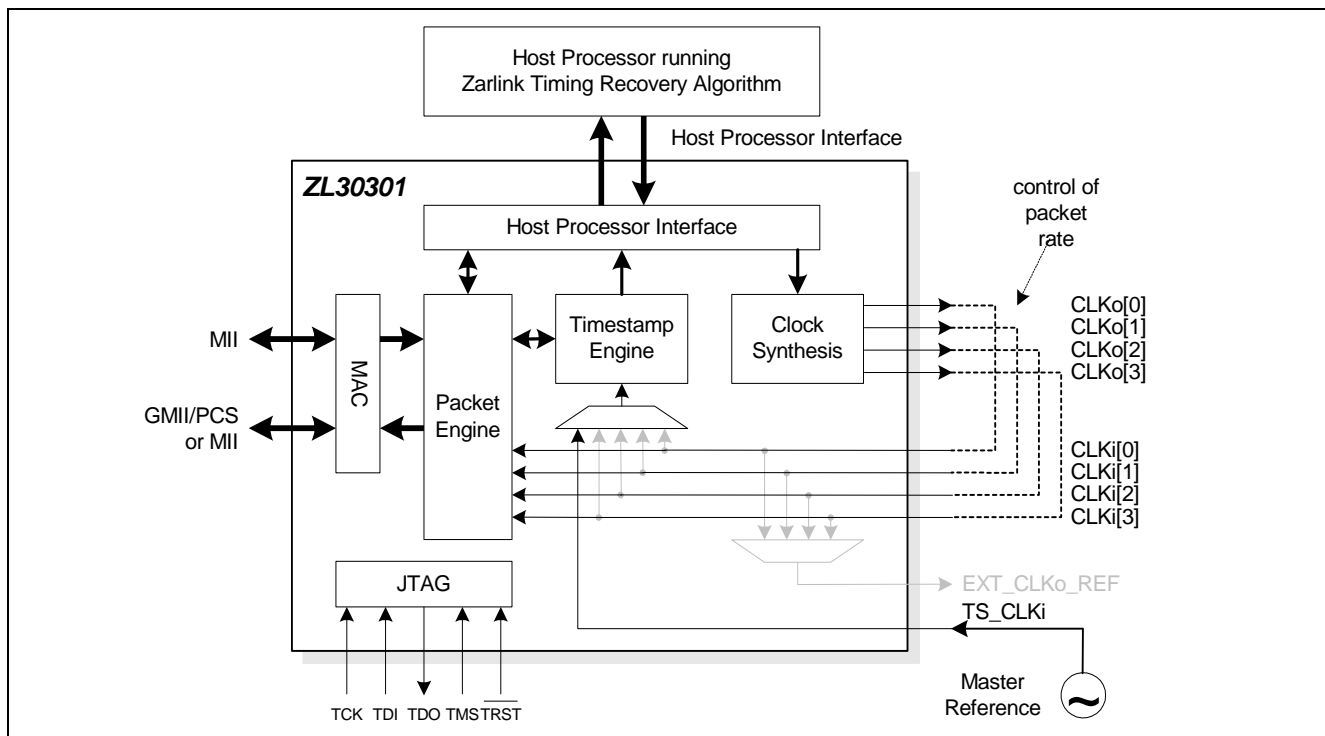 Host Processor running
Zarlink Timing Recovery Algorithm
Host Processor Interface
ZL30301
control of
packet
rate
Host Processor Interface
MII
GMII/PCS
or MII
MAC
Packet
Engine
Timestamp
Engine
Clock
Synthesis
CLKo[0]
CLKo[1]
CLKo[2]
CLKo[3]
CLKi[0]
CLKi[1]
CLKi[2]
CLKi[3]
JTAG
EXT_CLKo_REF
TS_CLKi
Master
Reference
TCK TDI TDO TMS TRST